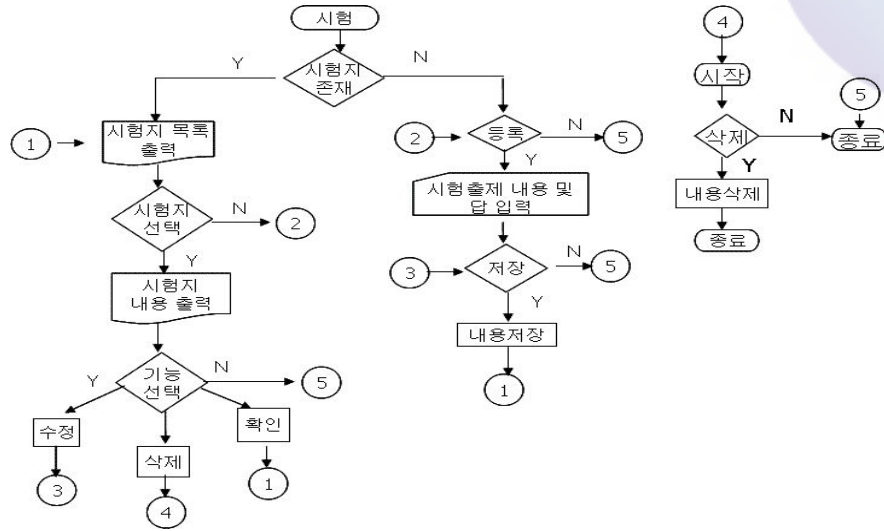 시험
Y
시험지
존재
N
1
시험지 목록
출력
시험지
선택
N
2
Y
시험지
내용 출력
Y
기능
선택
N
5
수정
3
삭제
4
확인
1
2
등록
N
5
Y
시험출제 내용 및
답 입력
3
저장
N
5
Y
내용저장
1
4
시작
삭제
N
5
종료
Y
내용삭제
종료